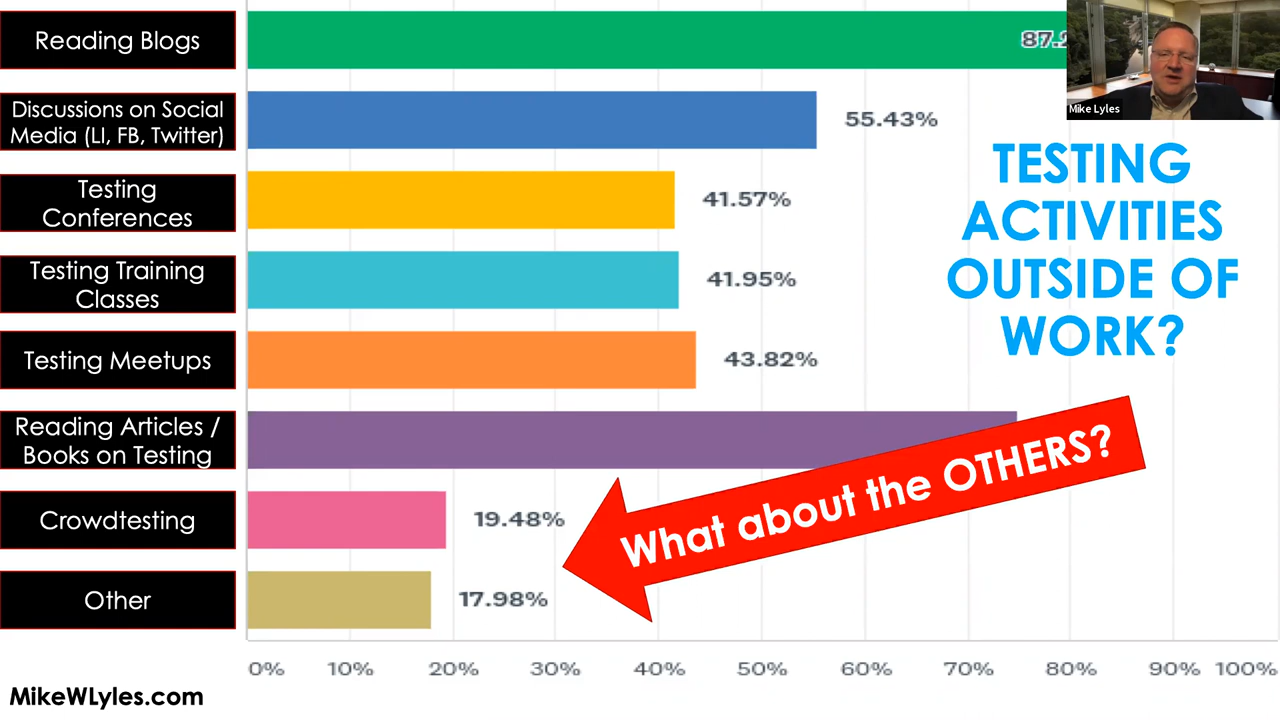 Reading Blogs
Mike Lyles
Discussions on Social
Media (LI, FB, Twitter)
55.43%
Testing
Conferences
41.57%
TESTING
ACTIVITIES
OUTSIDE OF
WORK?
Testing Training
Classes
41.95%
Testing Meetups
43.82%
Reading Articles /
Books on Testing
What about the OTHERS?
Crowdtesting
19.48%
Other
17.98%
0% 10% 20% 30% 40% 50% 60% 70% 80% 90% 100%
MikeWLyles.com